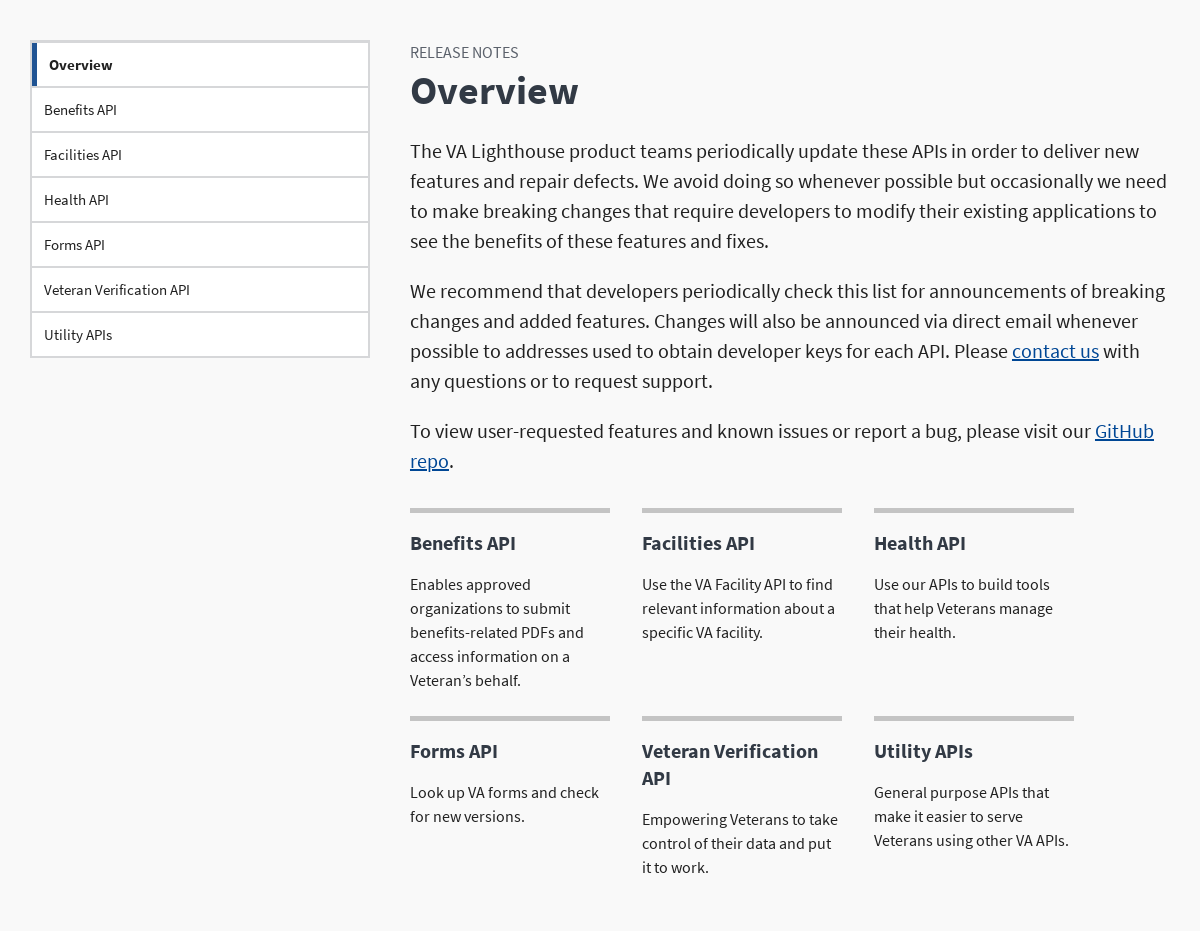 Overview
Benefits API
Facilities API
Health API
Forms API
Veteran Verification API
Utility APIs
RELEASE NOTES
Overview
The VA Lighthouse product teams periodically update these APIs in order to deliver new
features and repair defects. We avoid doing so whenever possible but occasionally we need
to make breaking changes that require developers to modify their existing applications to
see the benefits of these features and fixes.
We recommend that developers periodically check this list for announcements of breaking
changes and added features. Changes will also be announced via direct email whenever
possible to addresses used to obtain developer keys for each API. Please contact us with
any questions or to request support.
To view user-requested features and known issues or report a bug, please visit our GitHub
repo.
Benefits API
Enables approved
organizations to submit
benefits-related PDFs and
access information on a
Veteran’s behalf.
Facilities API
Use the VA Facility API to find
relevant information about a
specific VA facility.
Health API
Use our APIs to build tools
that help Veterans manage
their health.
Forms API
Look up VA forms and check
for new versions.
Veteran Verification
API
Empowering Veterans to take
control of their data and put
it to work.
Utility APIs
General purpose APIs that
make it easier to serve
Veterans using other VA APIs.